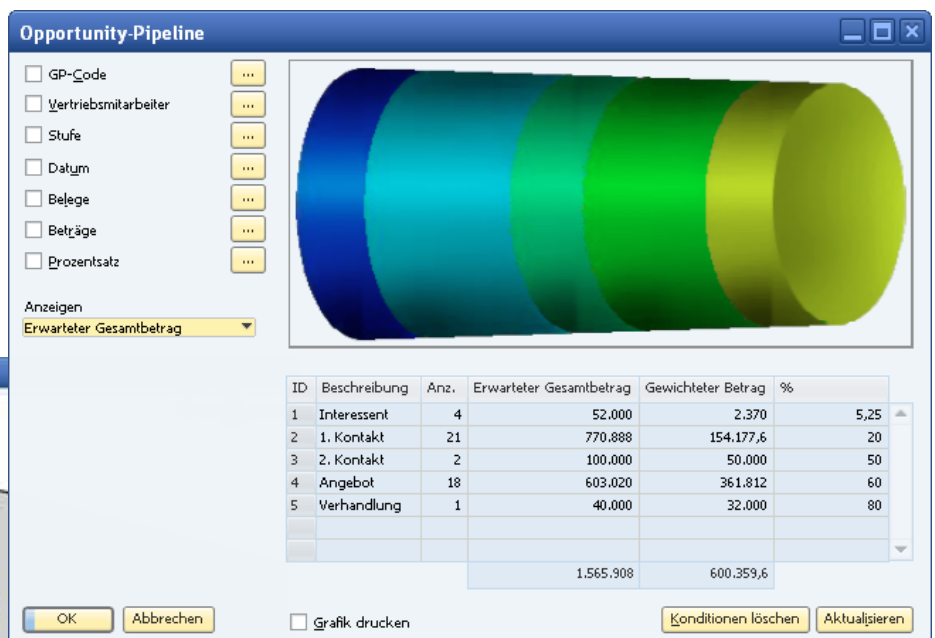 Opportunity-Pipeline
GP-Code
...
Vertriebsmitarbeiter
...
Stufe
...
Datum
...
Belege
...
Beträge
...
Prozentsatz
...
Anzeigen
Erwarteter Gesamtbetrag
ID Beschreibung Anz. Erwarteter Gesamtbetrag Gewichteter Betrag %
1 Interessent 4 52.000 2.370 5,25
2 1. Kontakt 21 770.888 154.177,6 20
3 2. Kontakt 2 100.000 50.000 50
4 Angebot 18 603.020 361.812 60
5 Verhandlung 1 40.000 32.000 80
1.565.908 600.359,6
OK Abbrechen Grafik drucken Konditionen löschen Aktualisieren